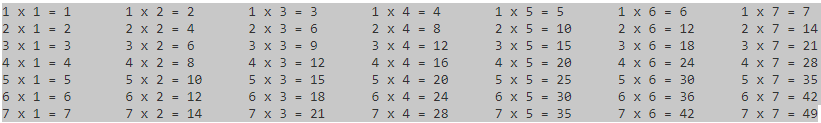 1 x 1 = 1 1 x 2 = 2 1 x 3 = 3 1 x 4 = 4 1 x 5 = 5 1 x 6 = 6 1 x 7 = 7
2 x 1 = 2 2 x 2 = 4 2 x 3 = 6 2 x 4 = 8 2 x 5 = 10 2 x 6 = 12 2 x 7 = 14
3 x 1 = 3 3 x 2 = 6 3 x 3 = 9 3 x 4 = 12 3 x 5 = 15 3 x 6 = 18 3 x 7 = 21
4 x 1 = 4 4 x 2 = 8 4 x 3 = 12 4 x 4 = 16 4 x 5 = 20 4 x 6 = 24 4 x 7 = 28
5 x 1 = 5 5 x 2 = 10 5 x 3 = 15 5 x 4 = 20 5 x 5 = 25 5 x 6 = 30 5 x 7 = 35
6 x 1 = 6 6 x 2 = 12 6 x 3 = 18 6 x 4 = 24 6 x 5 = 30 6 x 6 = 36 6 x 7 = 42
7 x 1 = 7 7 x 2 = 14 7 x 3 = 21 7 x 4 = 28 7 x 5 = 35 7 x 6 = 42 7 x 7 = 49